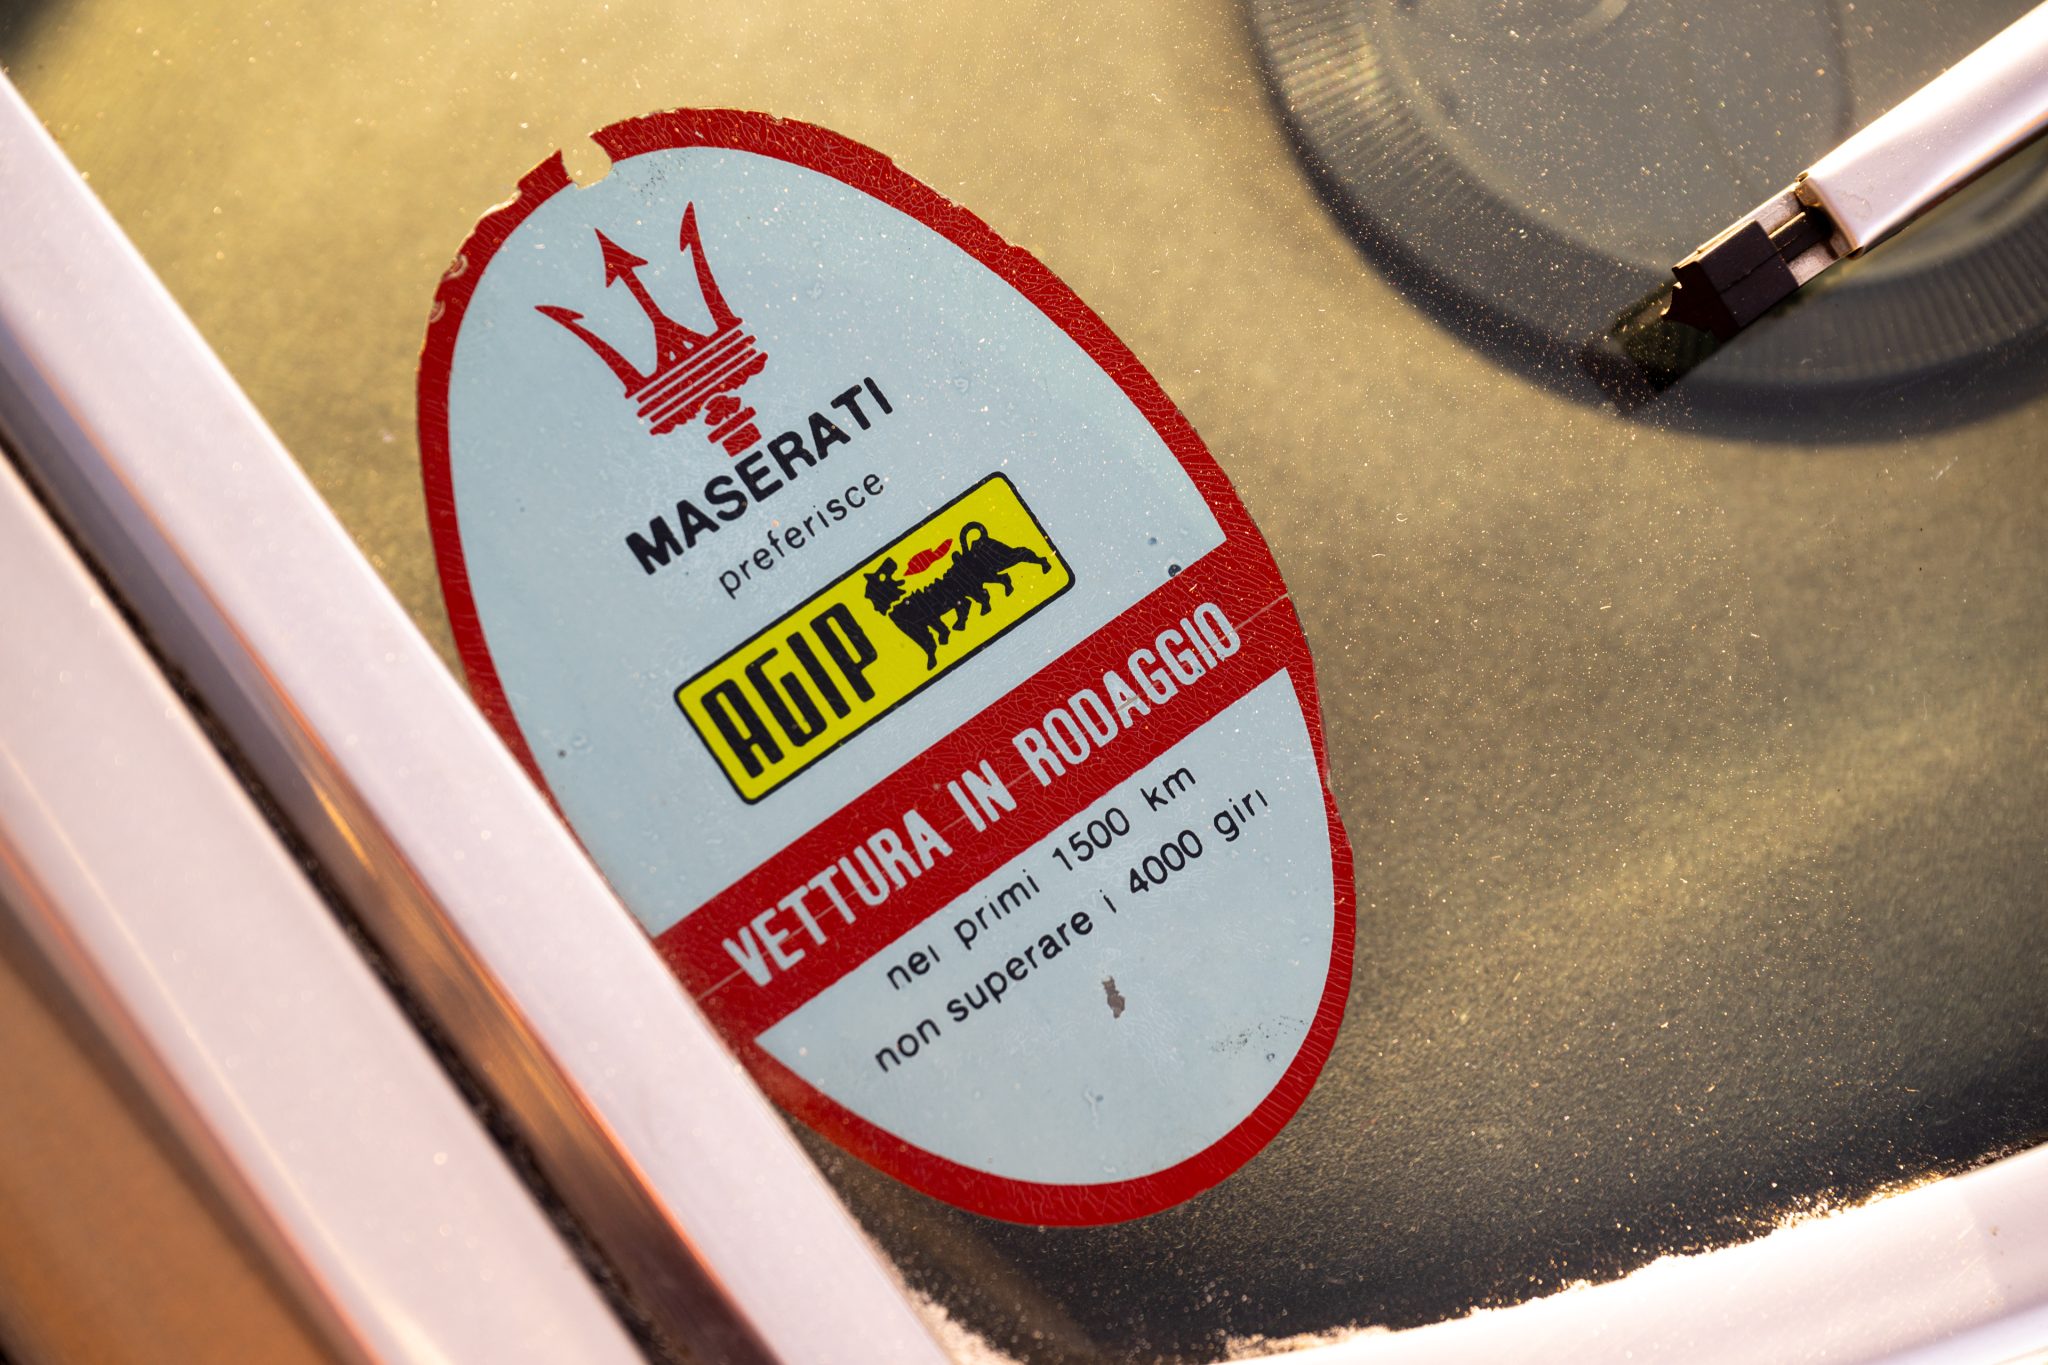 MASERATI
preferisce
AGIP
VETTURA IN RODAGGIO
nei primi 1500 km
non superare i 4000 giri